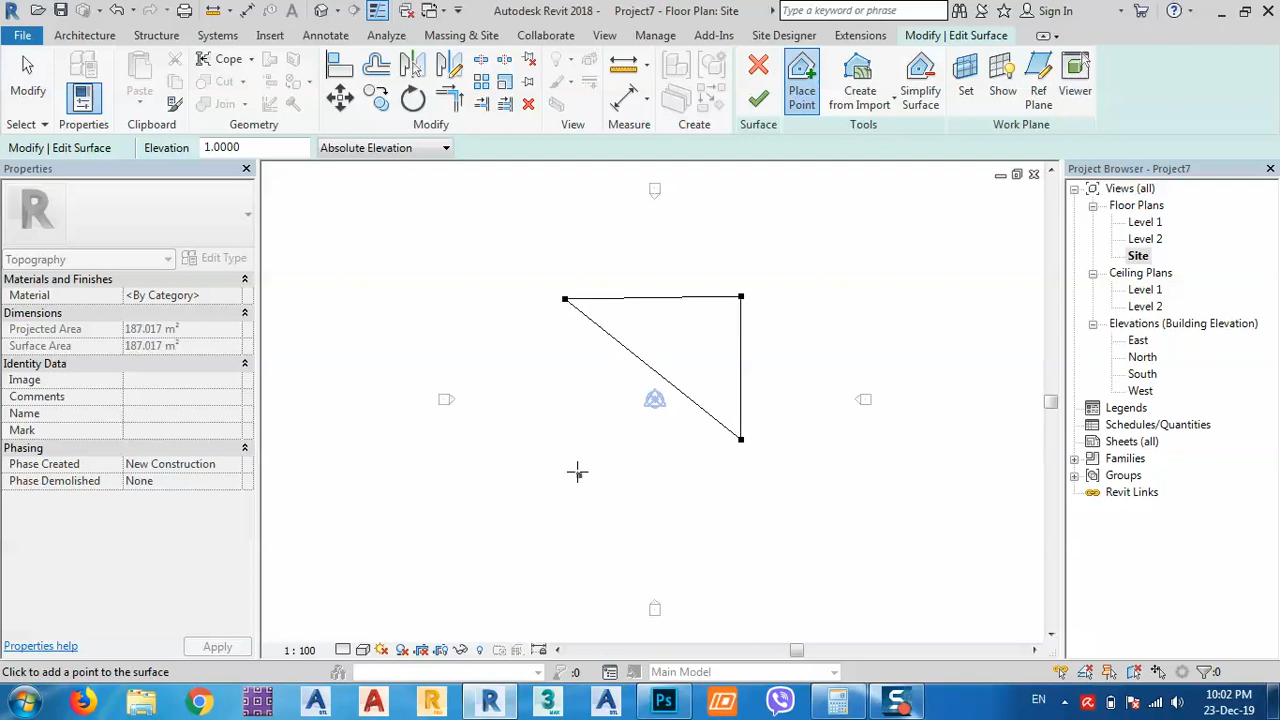 Autodesk Revit 2018 - Project7 - Floor Plan: Site
Type a keyword or phrase
Sign In
File Architecture Structure Systems Insert Annotate Analyze Massing & Site Collaborate View Manage Add-Ins Site Designer Extensions Modify | Edit Surface
Modify
Select
Properties
Paste
Clipboard
Cope
Cut
Join
Geometry
Modify
View
Measure
Create
Surface
Place Point
Create from Import
Simplify Surface
Tools
Set
Show
Ref Plane
Viewer
Work Plane
Modify | Edit Surface Elevation 1.0000 Absolute Elevation
Properties
R
Topography Edit Type
Materials and Finishes
Material <By Category>
Dimensions
Projected Area 187.017 m²
Surface Area 187.017 m²
Identity Data
Image
Comments
Name
Mark
Phasing
Phase Created New Construction
Phase Demolished None
Properties help Apply
Project Browser - Project7
Views (all)
Floor Plans
Level 1
Level 2
Site
Ceiling Plans
Level 1
Level 2
Elevations (Building Elevation)
East
North
South
West
Legends
Schedules/Quantities
Sheets (all)
Families
Groups
Revit Links
1 : 100
Click to add a point to the surface :0 Main Model :0
EN 10:02 PM
23-Dec-19